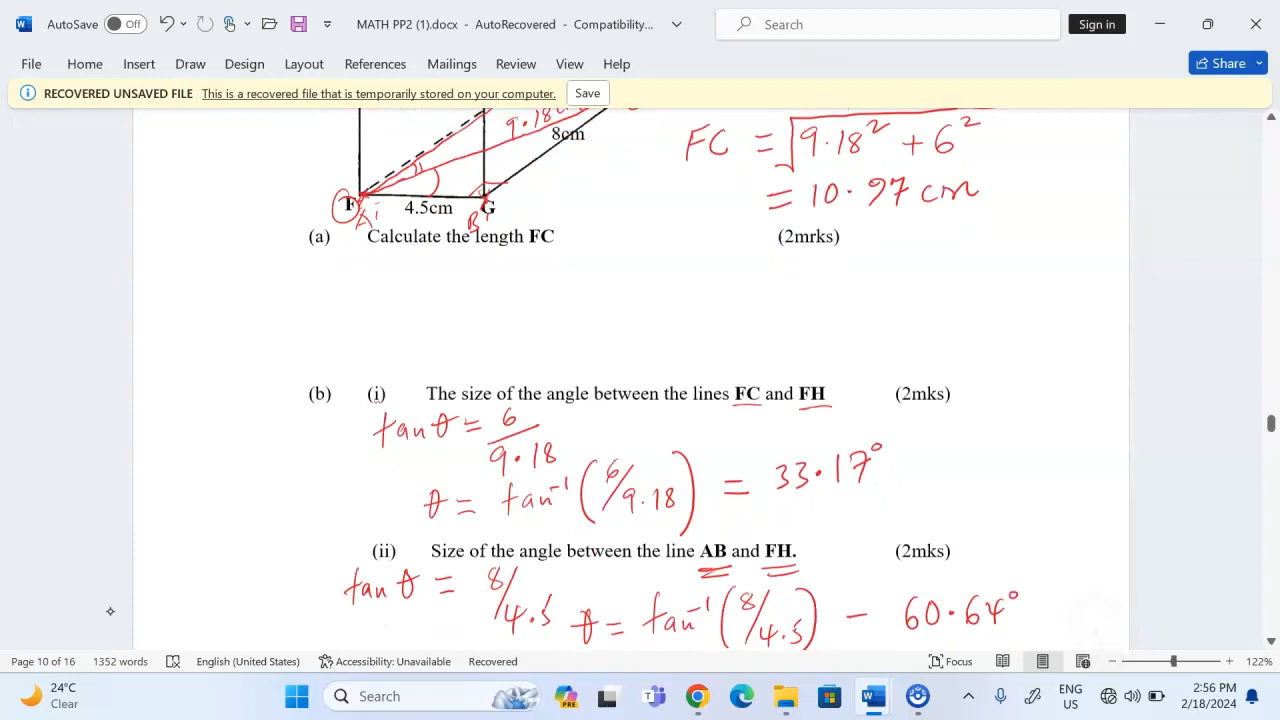 AutoSave Off MATH PP2 (1).docx - AutoRecovered - Compatibility... Search Sign in
File Home Insert Draw Design Layout References Mailings Review View Help Share
RECOVERED UNSAVED FILE This is a recovered file that is temporarily stored on your computer. Save
9.18
8cm
FC = √9.18² + 6²
= 10.97 cm
F 4.5cm G
A' B'
(a) Calculate the length FC (2mrks)
(b) (i) The size of the angle between the lines FC and FH (2mks)
tan θ = 6/9.18
θ = tan⁻¹(6/9.18) = 33.17°
(ii) Size of the angle between the line AB and FH. (2mks)
tan θ = 8/4.5 θ = tan⁻¹(8/4.5) – 60.64°
Page 10 of 16 1352 words English (United States) Accessibility: Unavailable Recovered Focus 122%
24°C
Clear
Search
PRE
ENG
US
2:56 PM
2/18/2024